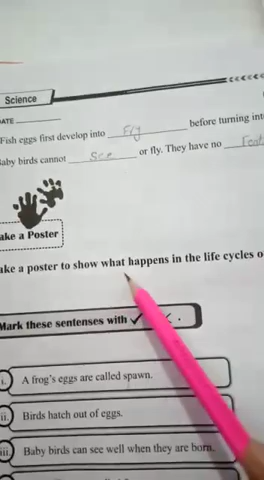 Science
ATE
Fish eggs first develop into Fry before turning int
aby birds cannot See or fly. They have no
ake a Poster
ake a poster to show what happens in the life cycles o
Mark these sentences with ✓ ✗ .
i. A frog's eggs are called spawn.
ii. Birds hatch out of eggs.
iii. Baby birds can see well when they are born.